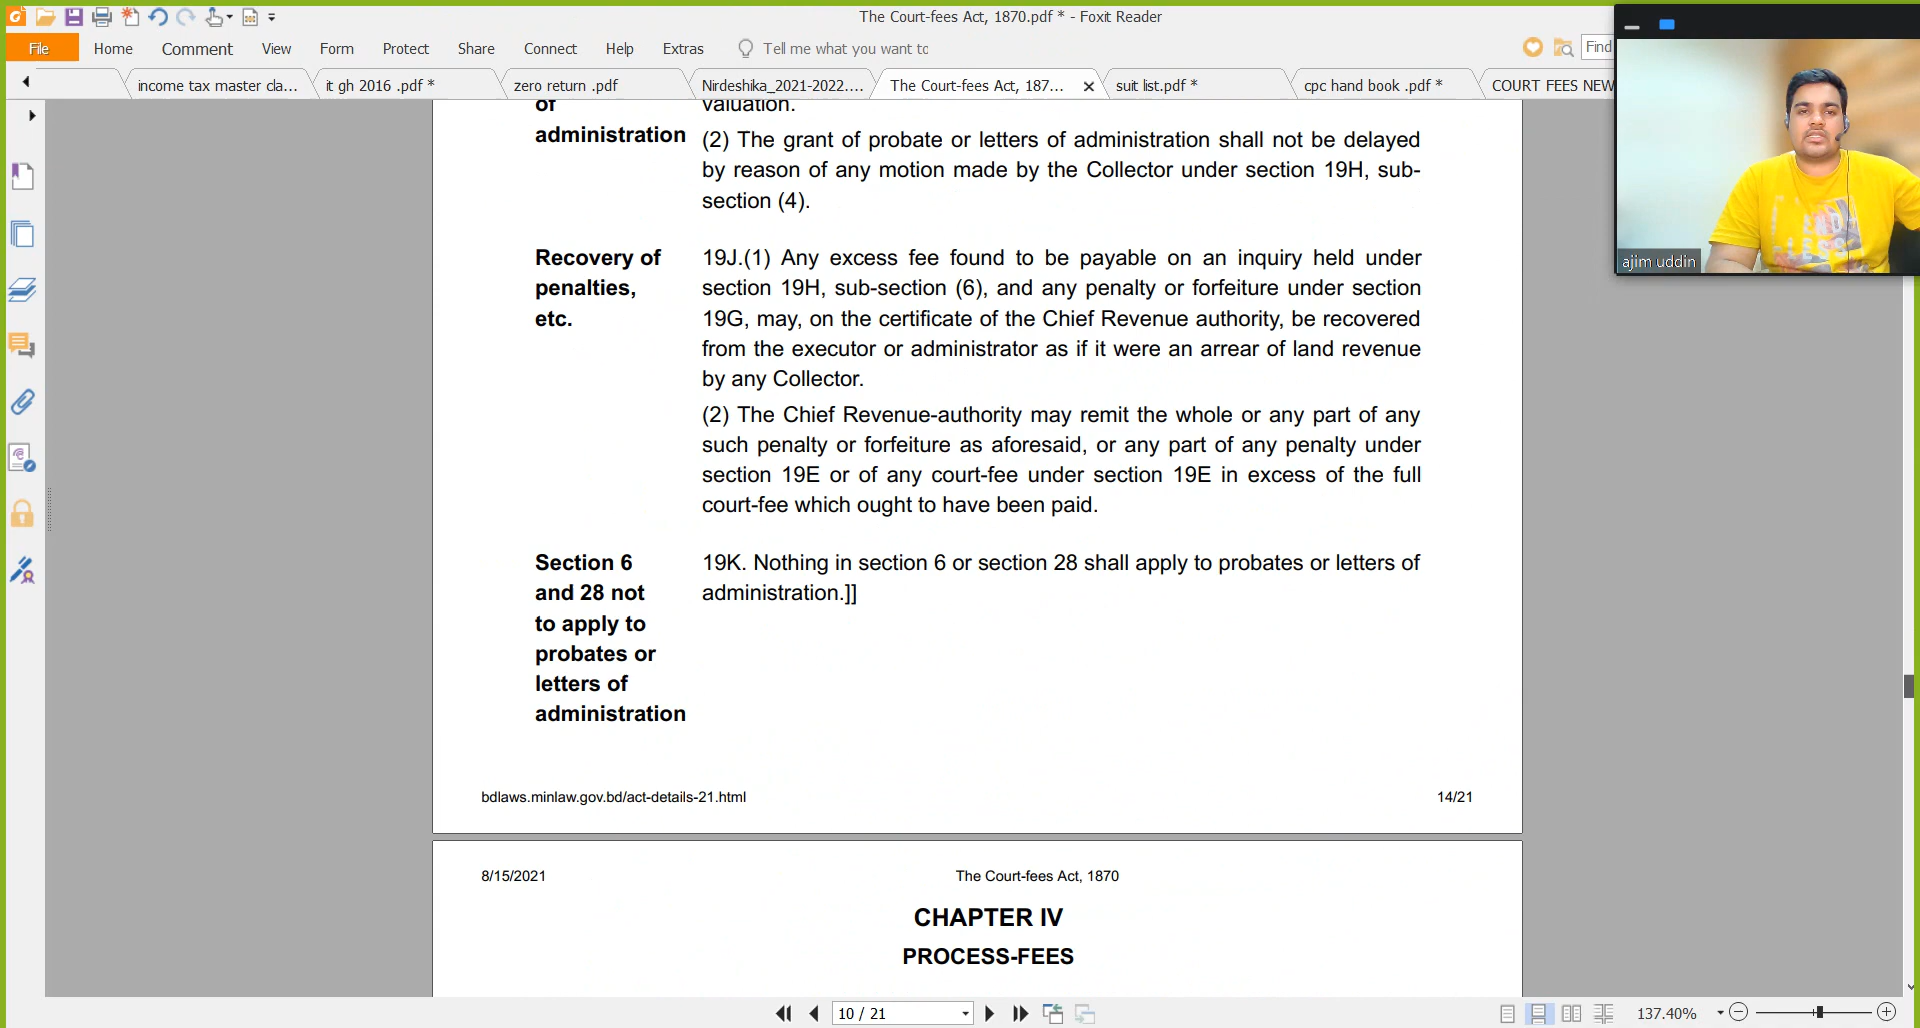 The Court-fees Act, 1870.pdf * - Foxit Reader
File Home Comment View Form Protect Share Connect Help Extras Tell me what you want to Find
income tax master cla... it gh 2016 .pdf * zero return .pdf Nirdeshika_2021-2022.... The Court-fees Act, 187... suit list.pdf * cpc hand book .pdf * COURT FEES NEW
ajim uddin
of
administration
valuation.
(2) The grant of probate or letters of administration shall not be delayed
by reason of any motion made by the Collector under section 19H, sub-
section (4).
Recovery of
penalties,
etc.
19J.(1) Any excess fee found to be payable on an inquiry held under
section 19H, sub-section (6), and any penalty or forfeiture under section
19G, may, on the certificate of the Chief Revenue authority, be recovered
from the executor or administrator as if it were an arrear of land revenue
by any Collector.
(2) The Chief Revenue-authority may remit the whole or any part of any
such penalty or forfeiture as aforesaid, or any part of any penalty under
section 19E or of any court-fee under section 19E in excess of the full
court-fee which ought to have been paid.
Section 6
and 28 not
to apply to
probates or
letters of
administration
19K. Nothing in section 6 or section 28 shall apply to probates or letters of
administration.]]
bdlaws.minlaw.gov.bd/act-details-21.html 14/21
8/15/2021 The Court-fees Act, 1870
CHAPTER IV
PROCESS-FEES
10 / 21 137.40%